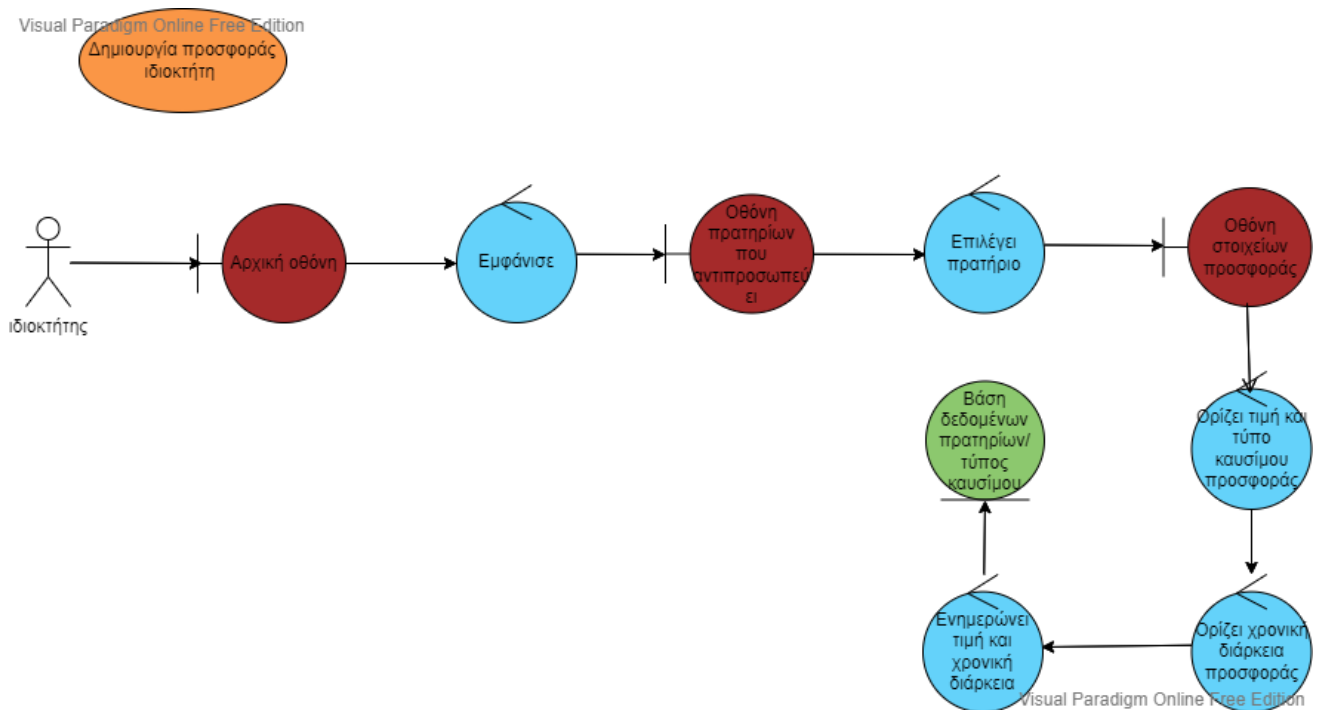 Visual Paradigm Online Free Edition
Δημιουργία προσφοράς
ιδιοκτήτη
ιδιοκτήτης
Αρχική οθόνη
Εμφάνισε
Οθόνη
πρατηρίων
που
αντιπροσωπεύ
ει
Επιλέγει
πρατήριο
Οθόνη
στοιχείων
προσφοράς
Βάση
δεδομένων
πρατηρίων/
τύπος
καυσίμου
Ορίζει τιμή και
τύπο
καυσίμου
προσφοράς
Ενημερώνει
τιμή και
χρονική
διάρκεια
Ορίζει χρονική
διάρκεια
προσφοράς
Visual Paradigm Online Free Edition